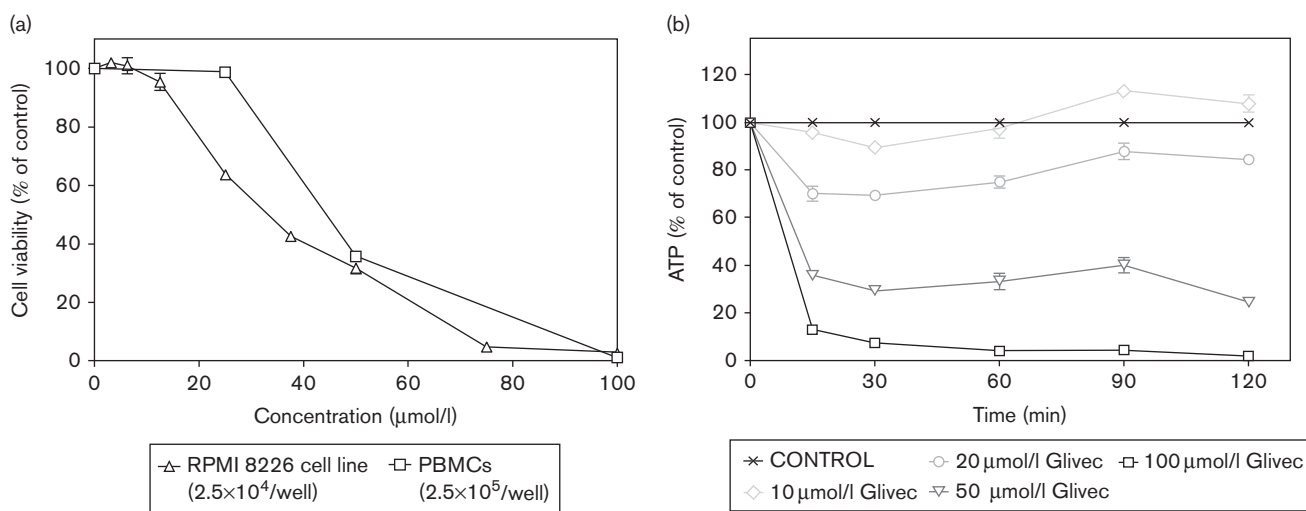 (a)
100
80
60
40
20
0
Cell viability (% of control)
0 20 40 60 80 100
Concentration (μmol/l)
RPMI 8226 cell line
(2.5×10⁴/well)
PBMCs
(2.5×10⁵/well)
(b)
120
100
80
60
40
20
0
ATP (% of control)
0 30 60 90 120
Time (min)
CONTROL
20 μmol/l Glivec
100 μmol/l Glivec
10 μmol/l Glivec
50 μmol/l Glivec